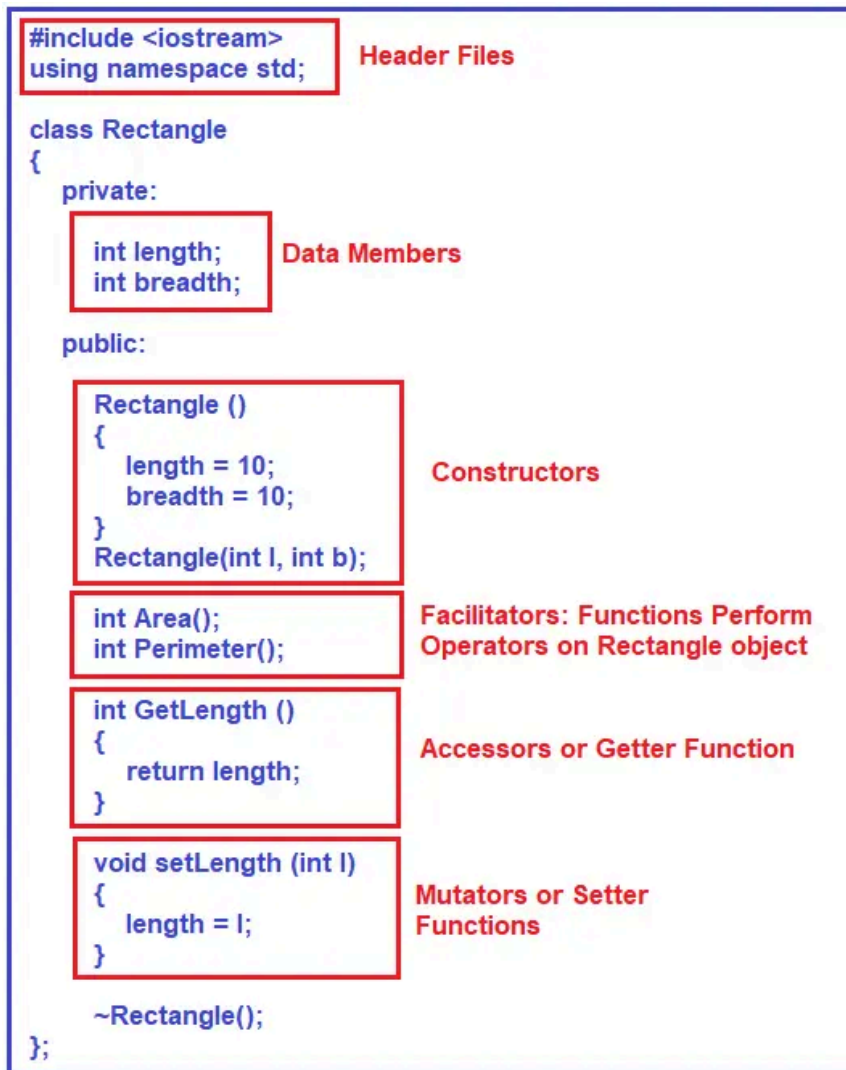 #include <iostream>
using namespace std;
Header Files
class Rectangle
{
private:
int length;
int breadth;
Data Members
public:
Rectangle ()
{
length = 10;
breadth = 10;
}
Rectangle(int l, int b);
Constructors
int Area();
int Perimeter();
Facilitators: Functions Perform
Operators on Rectangle object
int GetLength ()
{
return length;
}
Accessors or Getter Function
void setLength (int l)
{
length = l;
}
Mutators or Setter
Functions
~Rectangle();
};